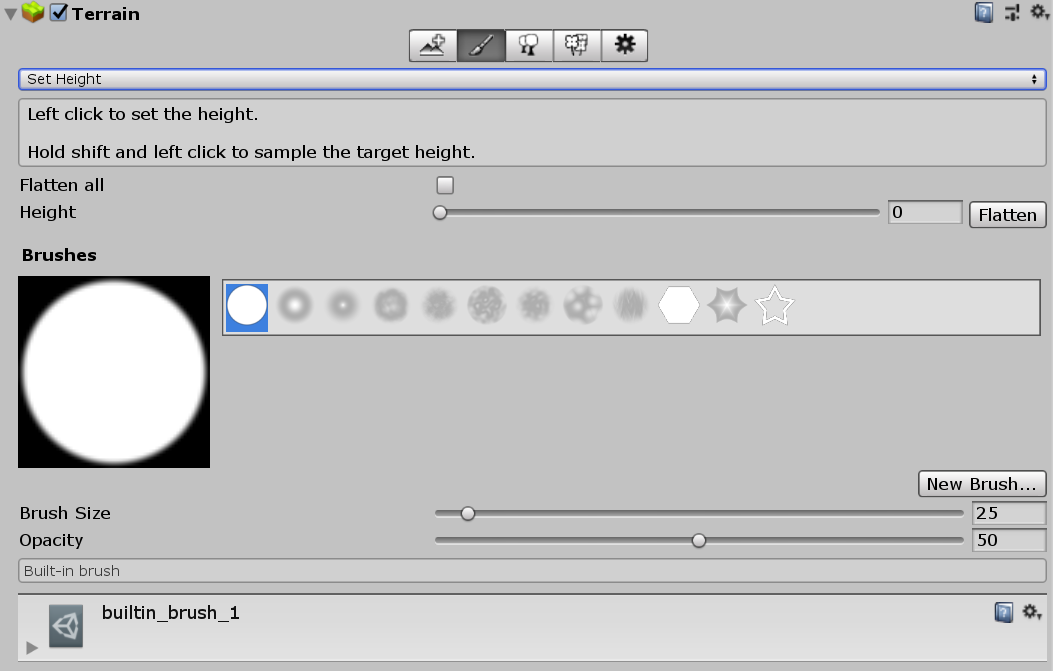 Terrain
Set Height
Left click to set the height.
Hold shift and left click to sample the target height.
Flatten all
Height 0 Flatten
Brushes
New Brush...
Brush Size 25
Opacity 50
Built-in brush
builtin_brush_1